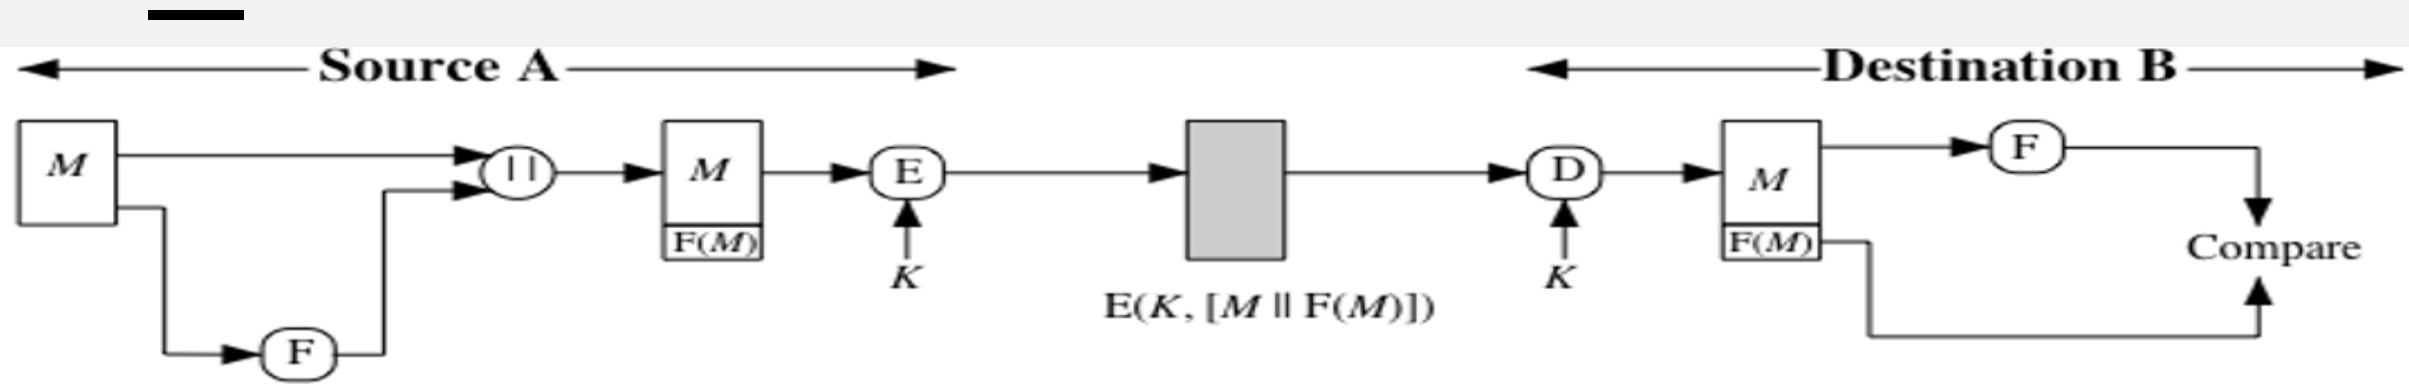 Source A
Destination B
M
||
M
E
D
M
F
F(M)
F(M)
Compare
K
K
E(K, [M || F(M)])
F